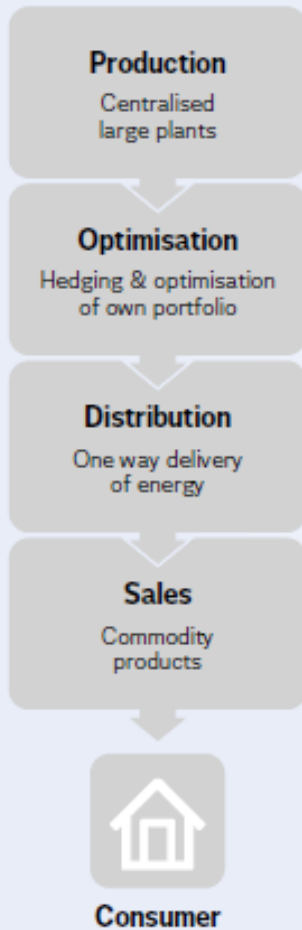 Production
Centralised
large plants
Optimisation
Hedging & optimisation
of own portfolio
Distribution
One way delivery
of energy
Sales
Commodity
products
Consumer